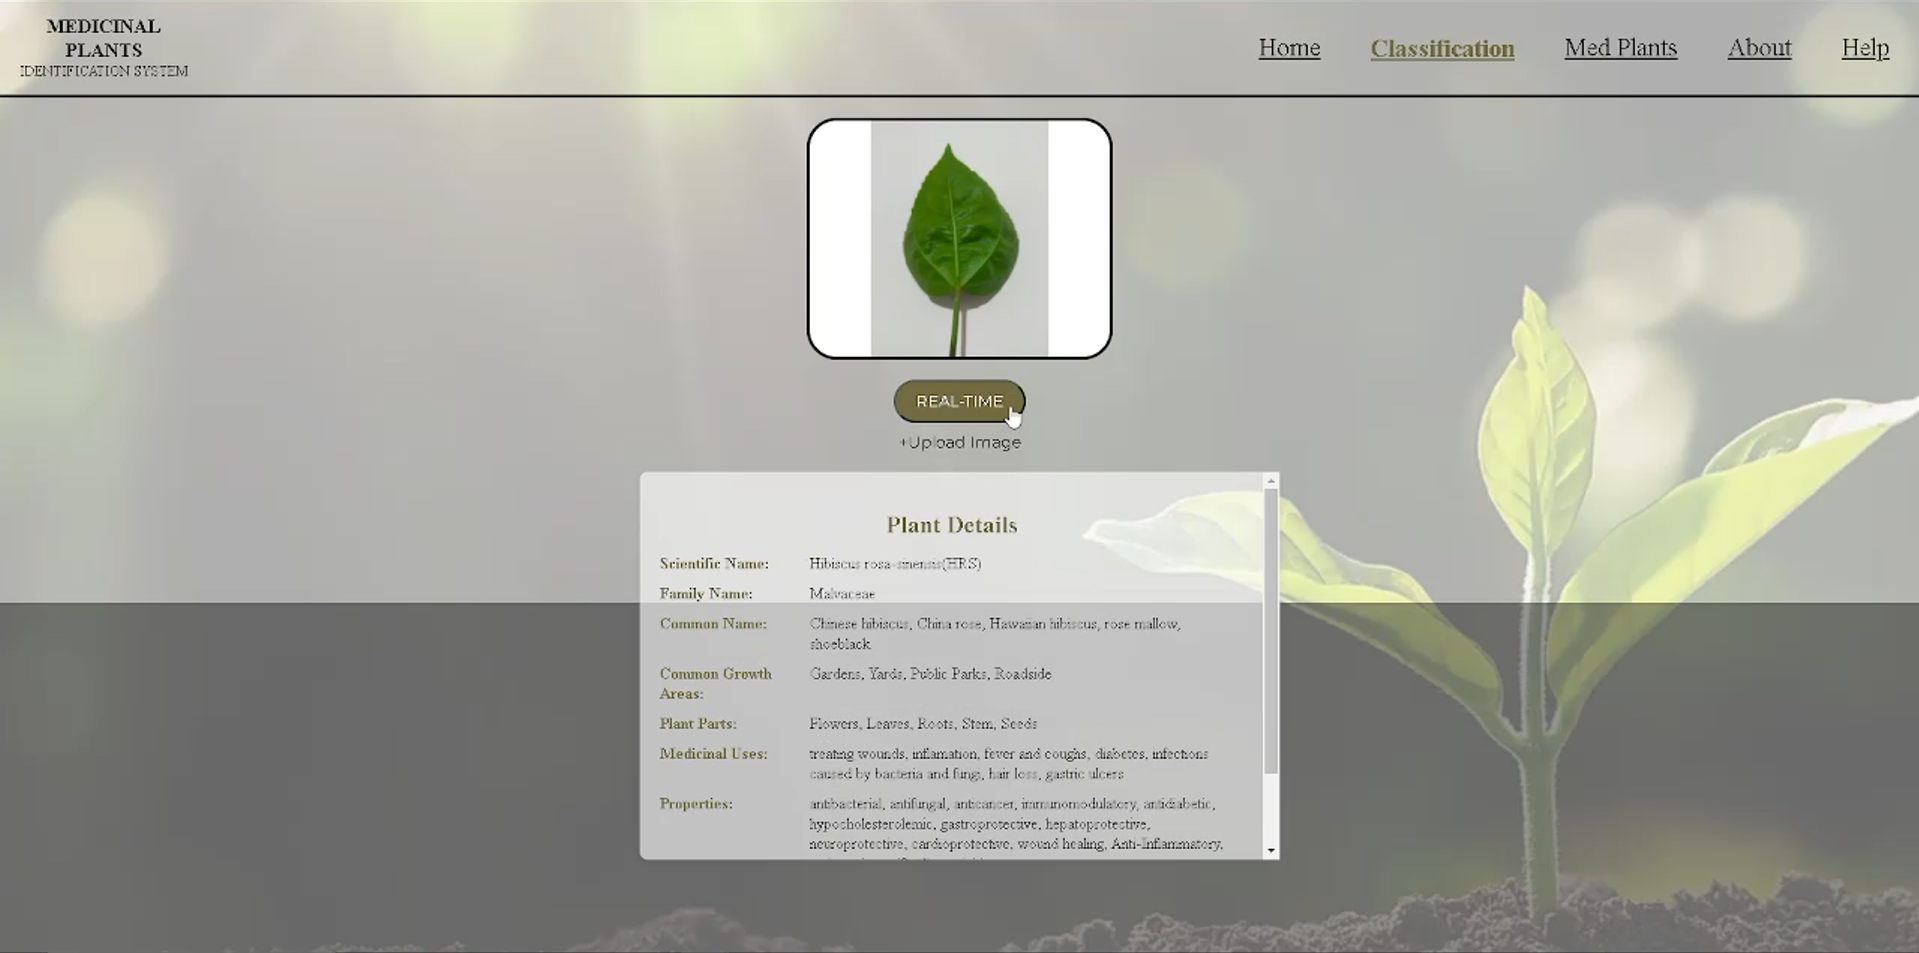 MEDICINAL
PLANTS
IDENTIFICATION SYSTEM
Home Classification Med Plants About Help
REAL-TIME
+Upload Image
Plant Details
Scientific Name: Hibiscus rosa-sinensis(HRS)
Family Name: Malvaceae
Common Name: Chinese hibiscus, China rose, Hawaiian hibiscus, rose mallow,
shoeblack
Common Growth Gardens, Yards, Public Parks, Roadside
Areas:
Plant Parts: Flowers, Leaves, Roots, Stem, Seeds
Medicinal Uses: treating wounds, inflamation, fever and coughs, diabetes, infections
caused by bacteria and fungi, hair loss, gastric ulcers
Properties: antibacterial, antifungal, anticancer, immunomodulatory, antidiabetic,
hypocholesterolemic, gastroprotective, hepatoprotective,
neuroprotective, cardioprotective, wound healing, Anti-Inflammatory,